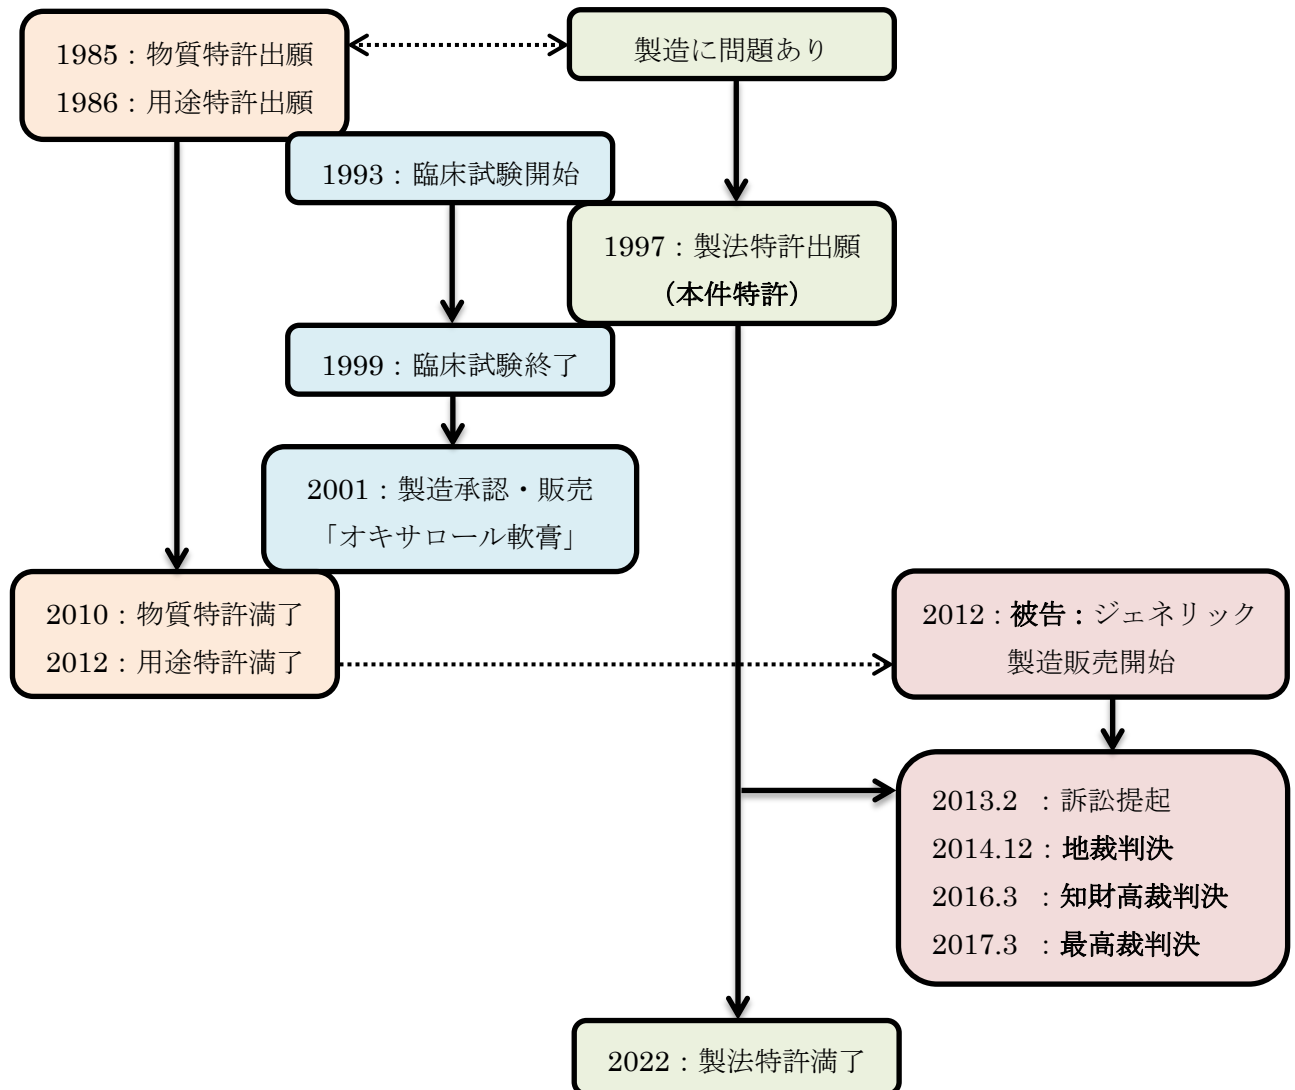 1985：物質特許出願
1986：用途特許出願
製造に問題あり
1993：臨床試験開始
1997：製法特許出願
（本件特許）
1999：臨床試験終了
2001：製造承認・販売
「オキサロール軟膏」
2010：物質特許満了
2012：用途特許満了
2012：被告：ジェネリック
製造販売開始
2013.2 ：訴訟提起
2014.12：地裁判決
2016.3 ：知財高裁判決
2017.3 ：最高裁判決
2022：製法特許満了